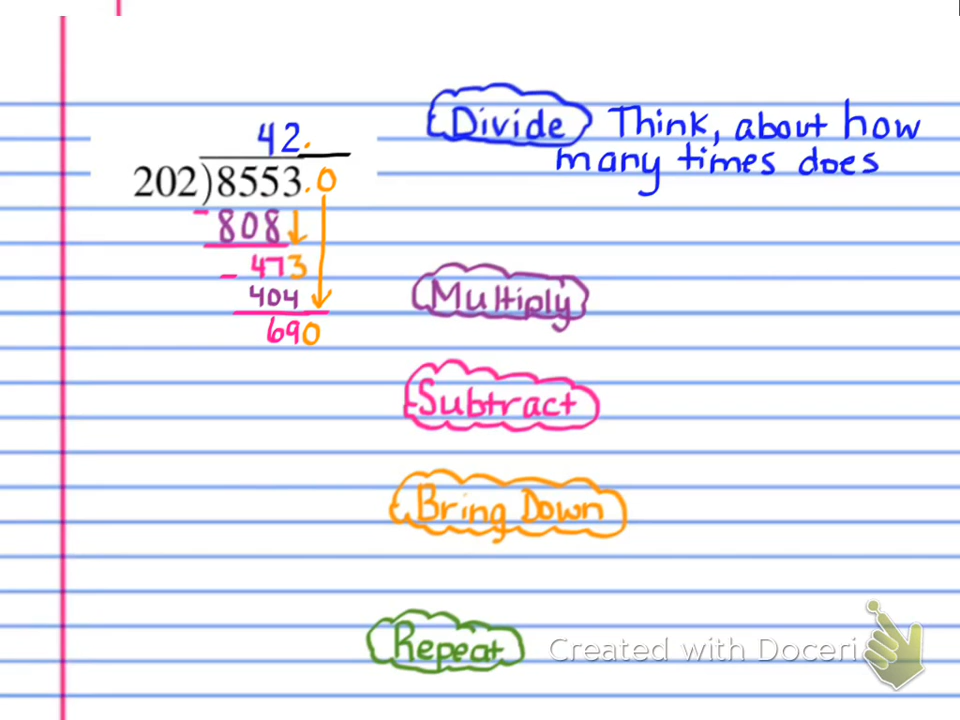 42.
202)8553.0
-808
-473
404
690
Divide Think, about how
many times does
Multiply
Subtract
Bring Down
Repeat
Created with Doceri